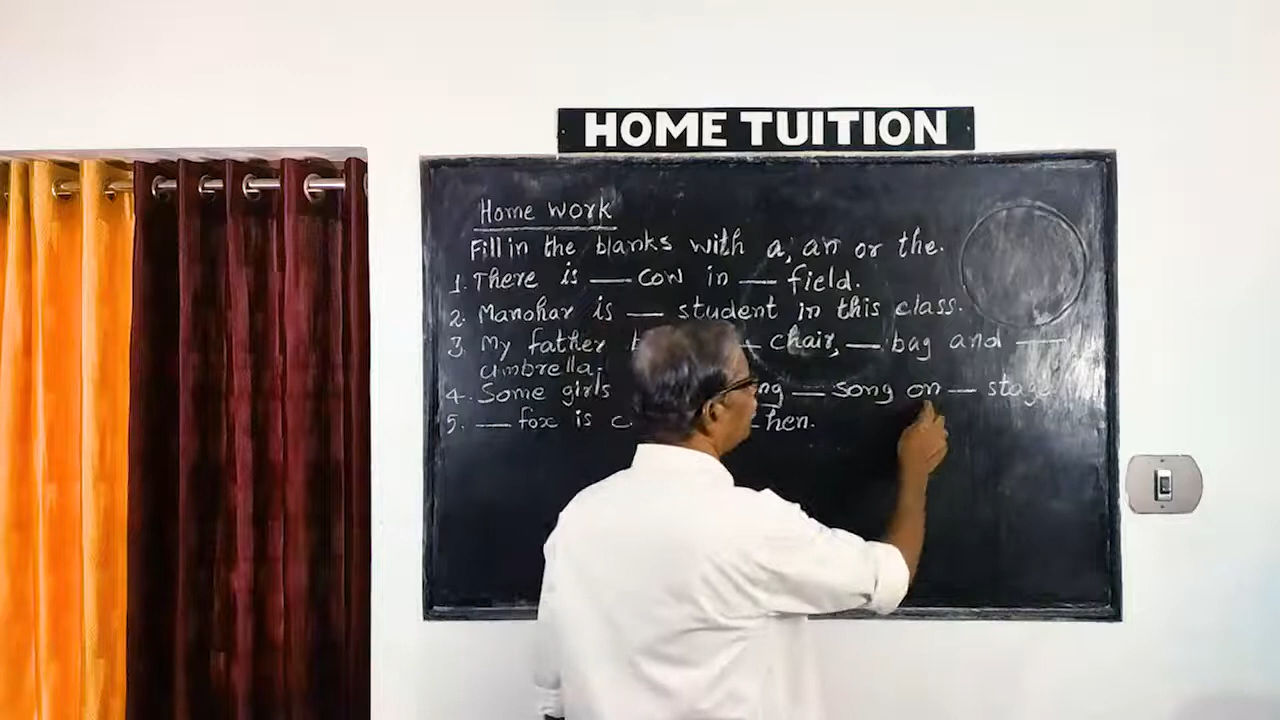 HOME TUITION
Home work
Fill in the blanks with a, an or the.
1. There is — cow in — field.
2. Manohar is — student in this class.
3. My father — chair, — bag and —
umbrella.
4. Some girls — song on — stage
5. — fox is — hen.